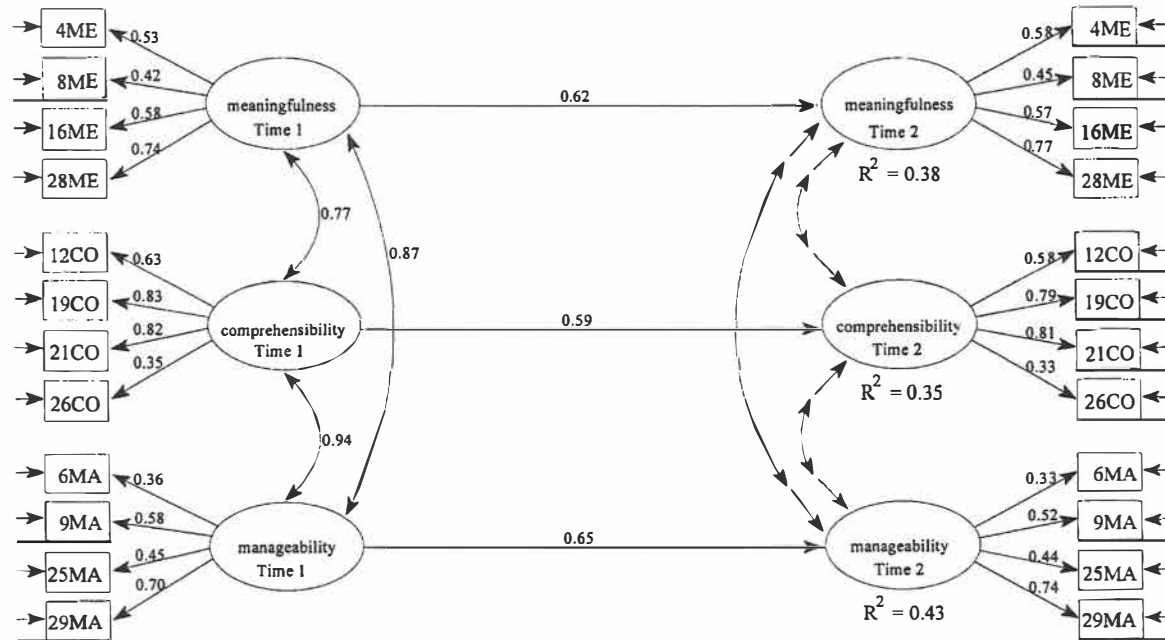 4ME
0.53
8ME
0.42
16ME
0.58
28ME
0.74
meaningfulness
Time 1
0.62
meaningfulness
Time 2
R² = 0.38
0.58
4ME
0.45
8ME
0.57
16ME
0.77
28ME
0.77
0.87
12CO
0.63
19CO
0.83
21CO
0.82
26CO
0.35
comprehensibility
Time 1
0.59
comprehensibility
Time 2
R² = 0.35
0.58
12CO
0.79
19CO
0.81
21CO
0.33
26CO
0.94
6MA
0.36
9MA
0.58
25MA
0.45
29MA
0.70
manageability
Time 1
0.65
manageability
Time 2
R² = 0.43
0.33
6MA
0.52
9MA
0.44
25MA
0.74
29MA